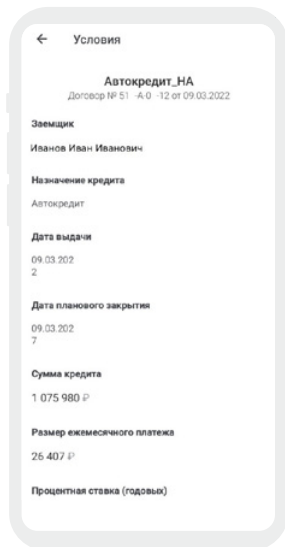 ← Условия
Автокредит_НА
Договор № 51 -А-0 -12 от 09.03.2022
Заемщик
Иванов Иван Иванович
Назначение кредита
Автокредит
Дата выдачи
09.03.202
2
Дата планового закрытия
09.03.202
7
Сумма кредита
1 075 980 ₽
Размер ежемесячного платежа
26 407 ₽
Процентная ставка (годовых)